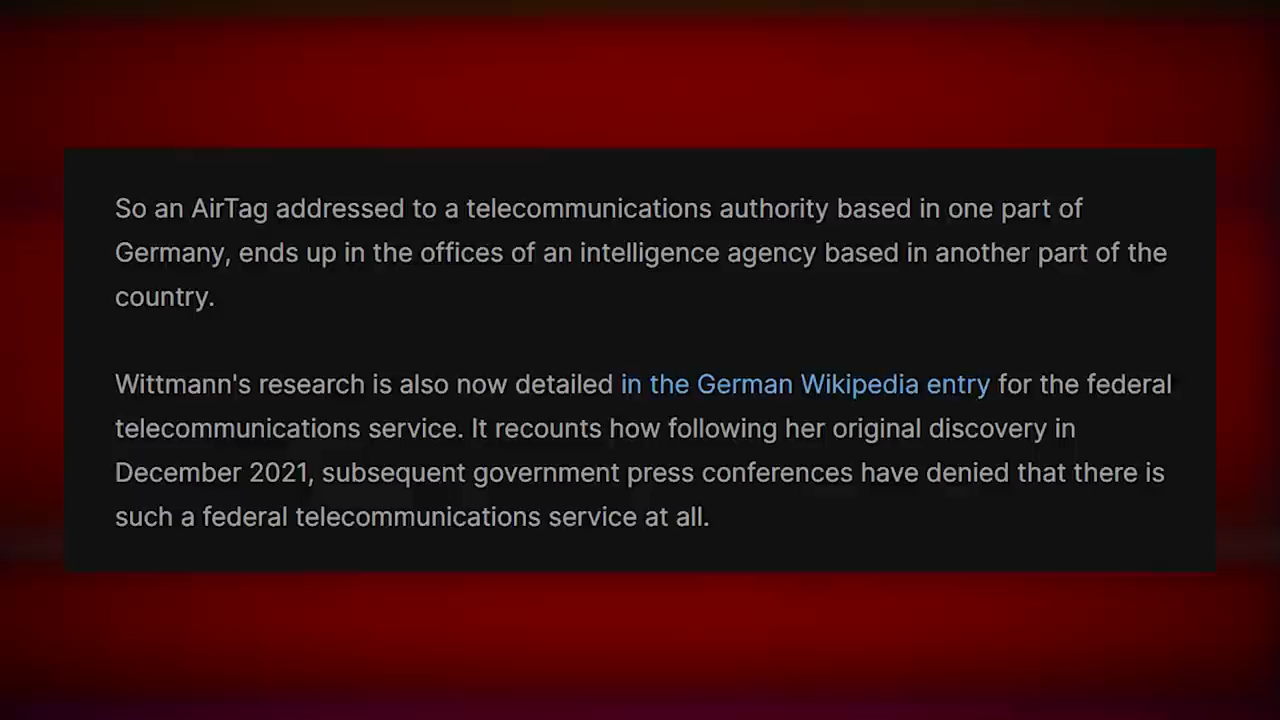 So an AirTag addressed to a telecommunications authority based in one part of
Germany, ends up in the offices of an intelligence agency based in another part of the
country.
Wittmann's research is also now detailed in the German Wikipedia entry for the federal
telecommunications service. It recounts how following her original discovery in
December 2021, subsequent government press conferences have denied that there is
such a federal telecommunications service at all.